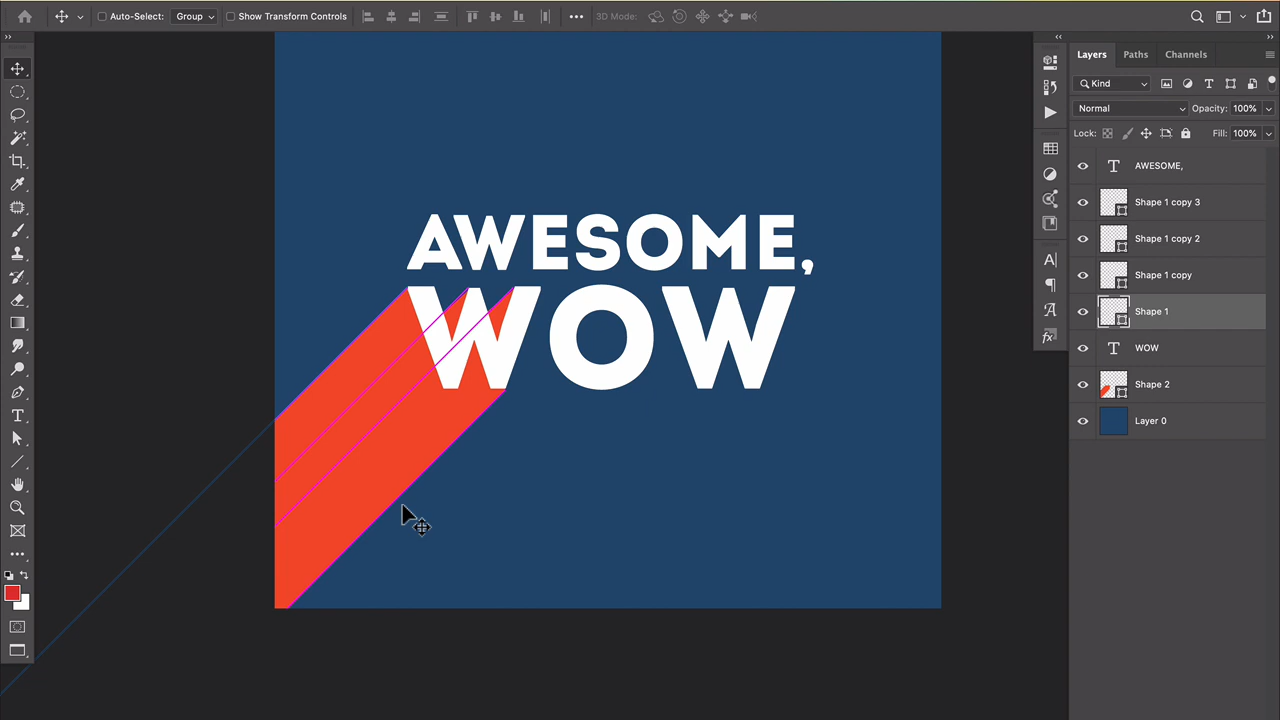 Auto-Select: Group Show Transform Controls 3D Mode:
Layers Paths Channels
Kind
Normal Opacity: 100%
Lock: Fill: 100%
AWESOME,
Shape 1 copy 3
Shape 1 copy 2
Shape 1 copy
Shape 1
WOW
Shape 2
Layer 0
AWESOME,
WOW